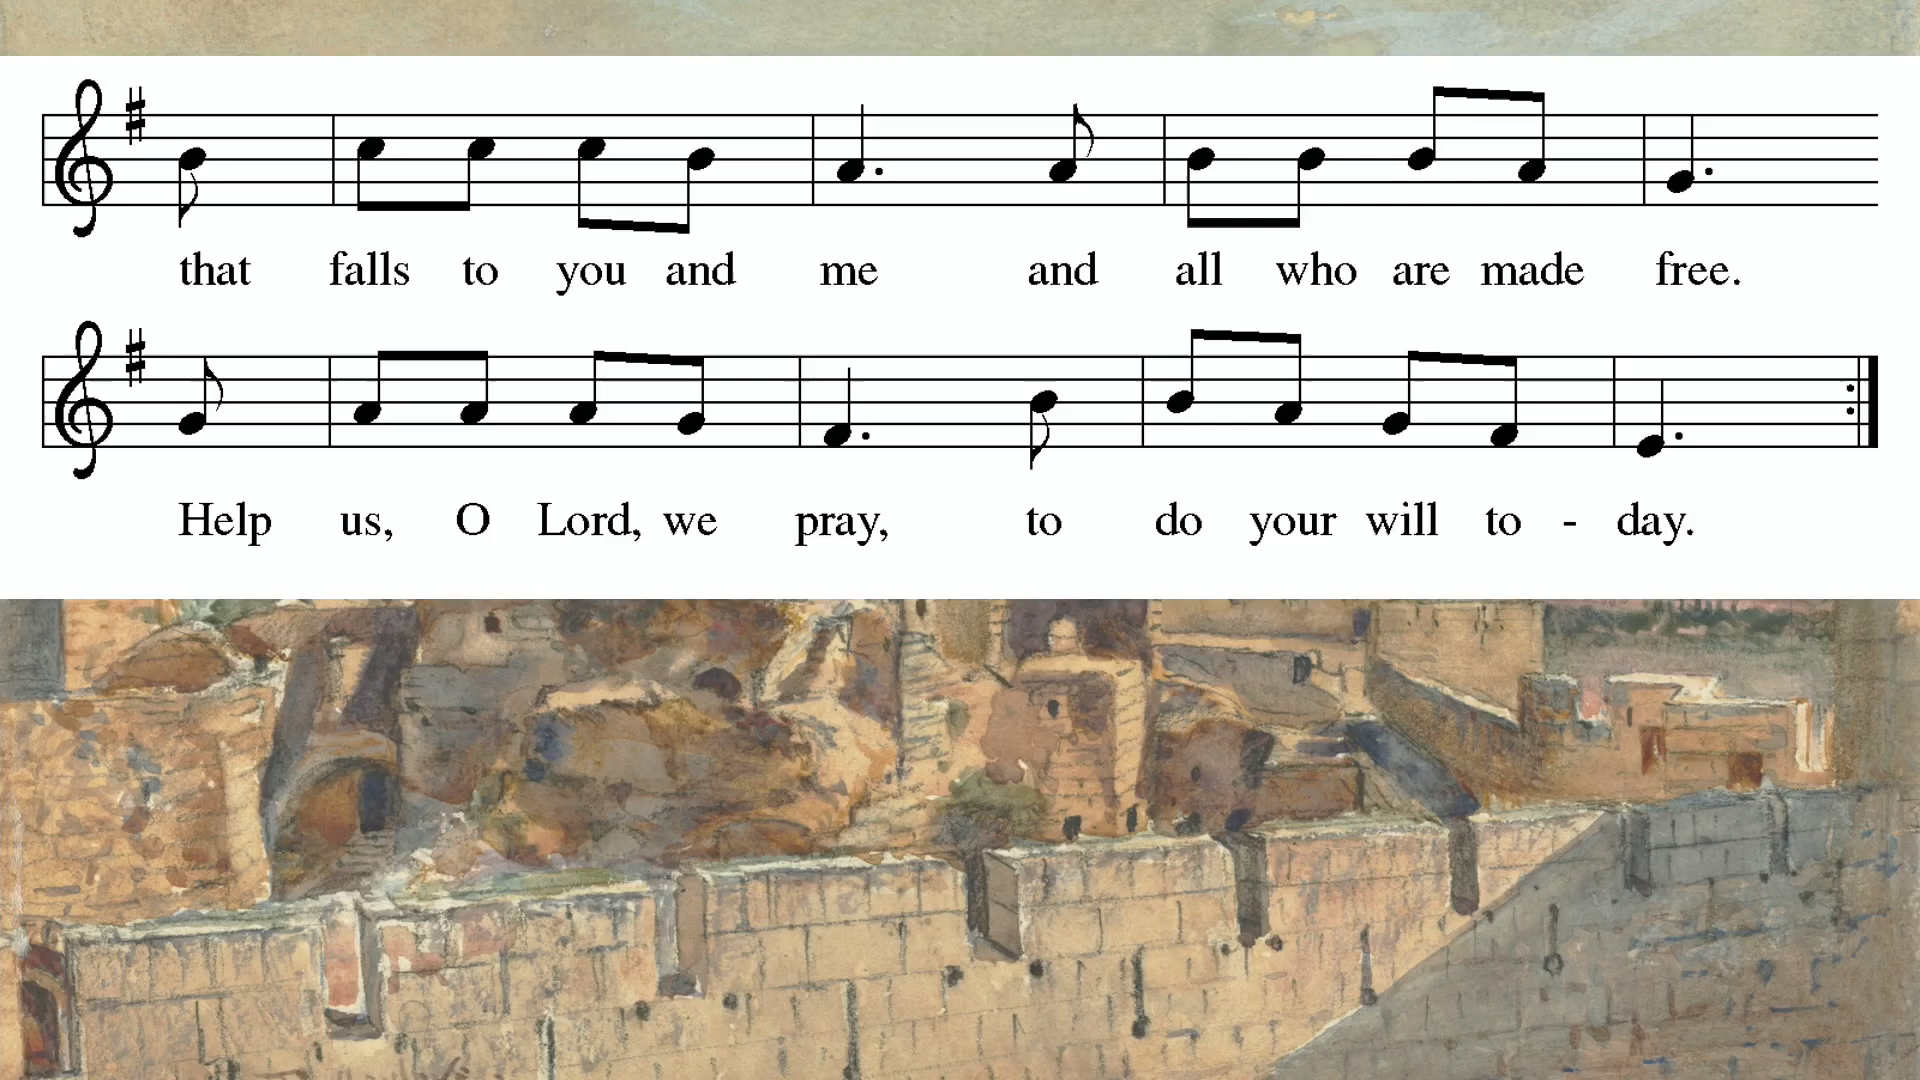 that falls to you and me and all who are made free.
Help us, O Lord, we pray, to do your will to - day.